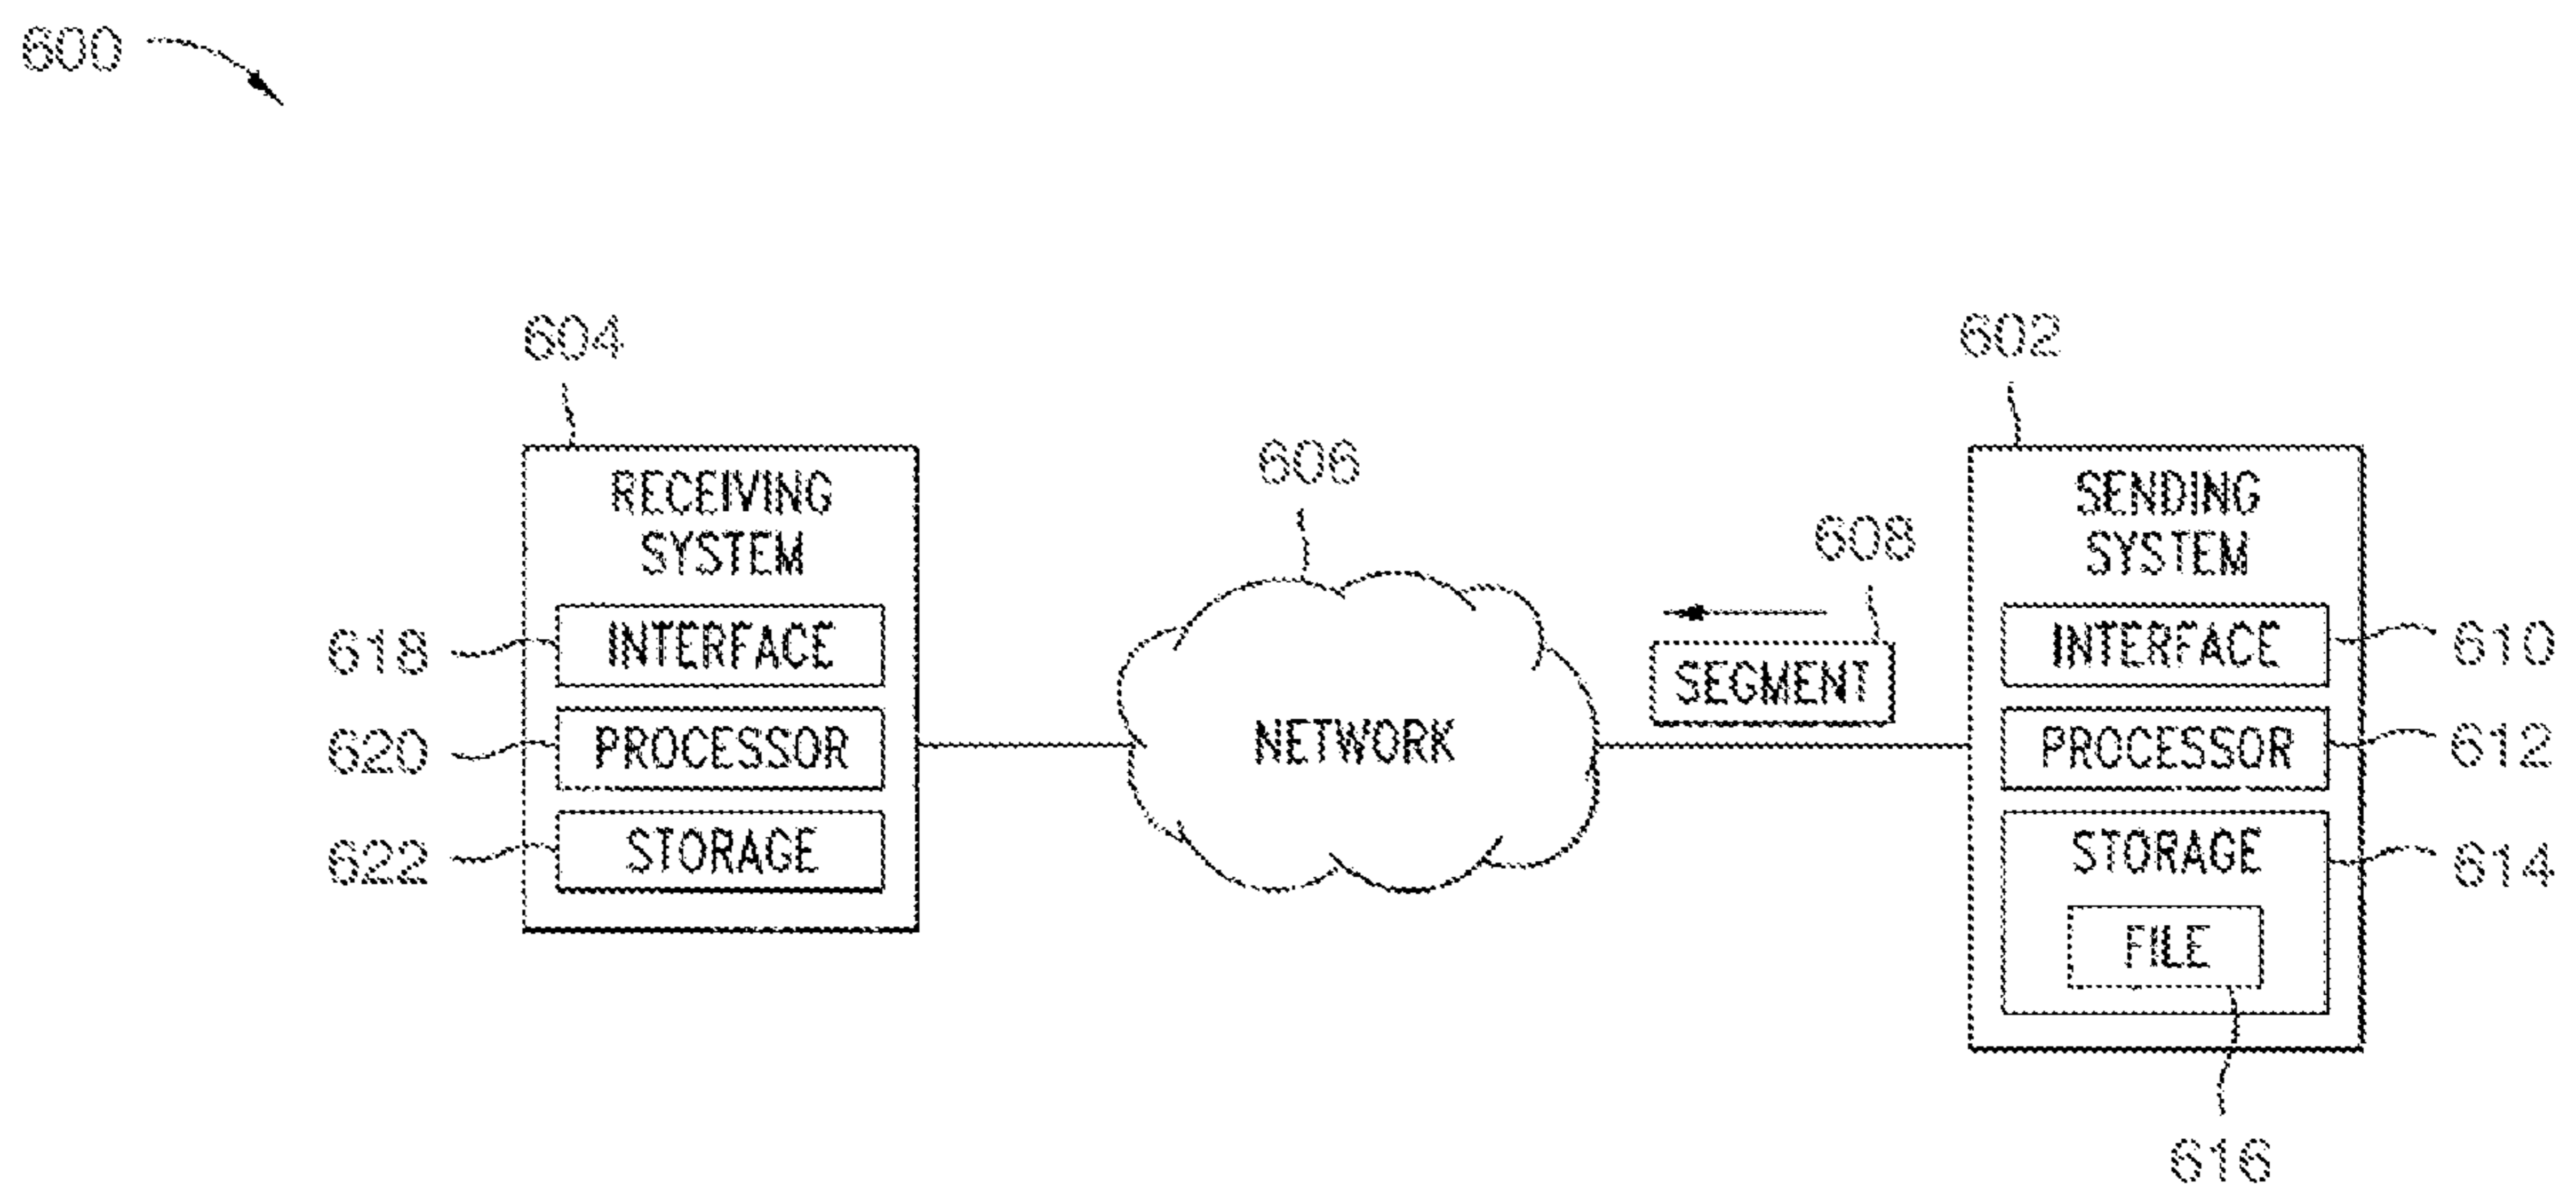 600
604
602
606
608
RECEIVING
SYSTEM
SENDING
SYSTEM
618
INTERFACE
SEGMENT
INTERFACE
610
620
PROCESSOR
NETWORK
PROCESSOR
612
622
STORAGE
STORAGE
614
FILE
616